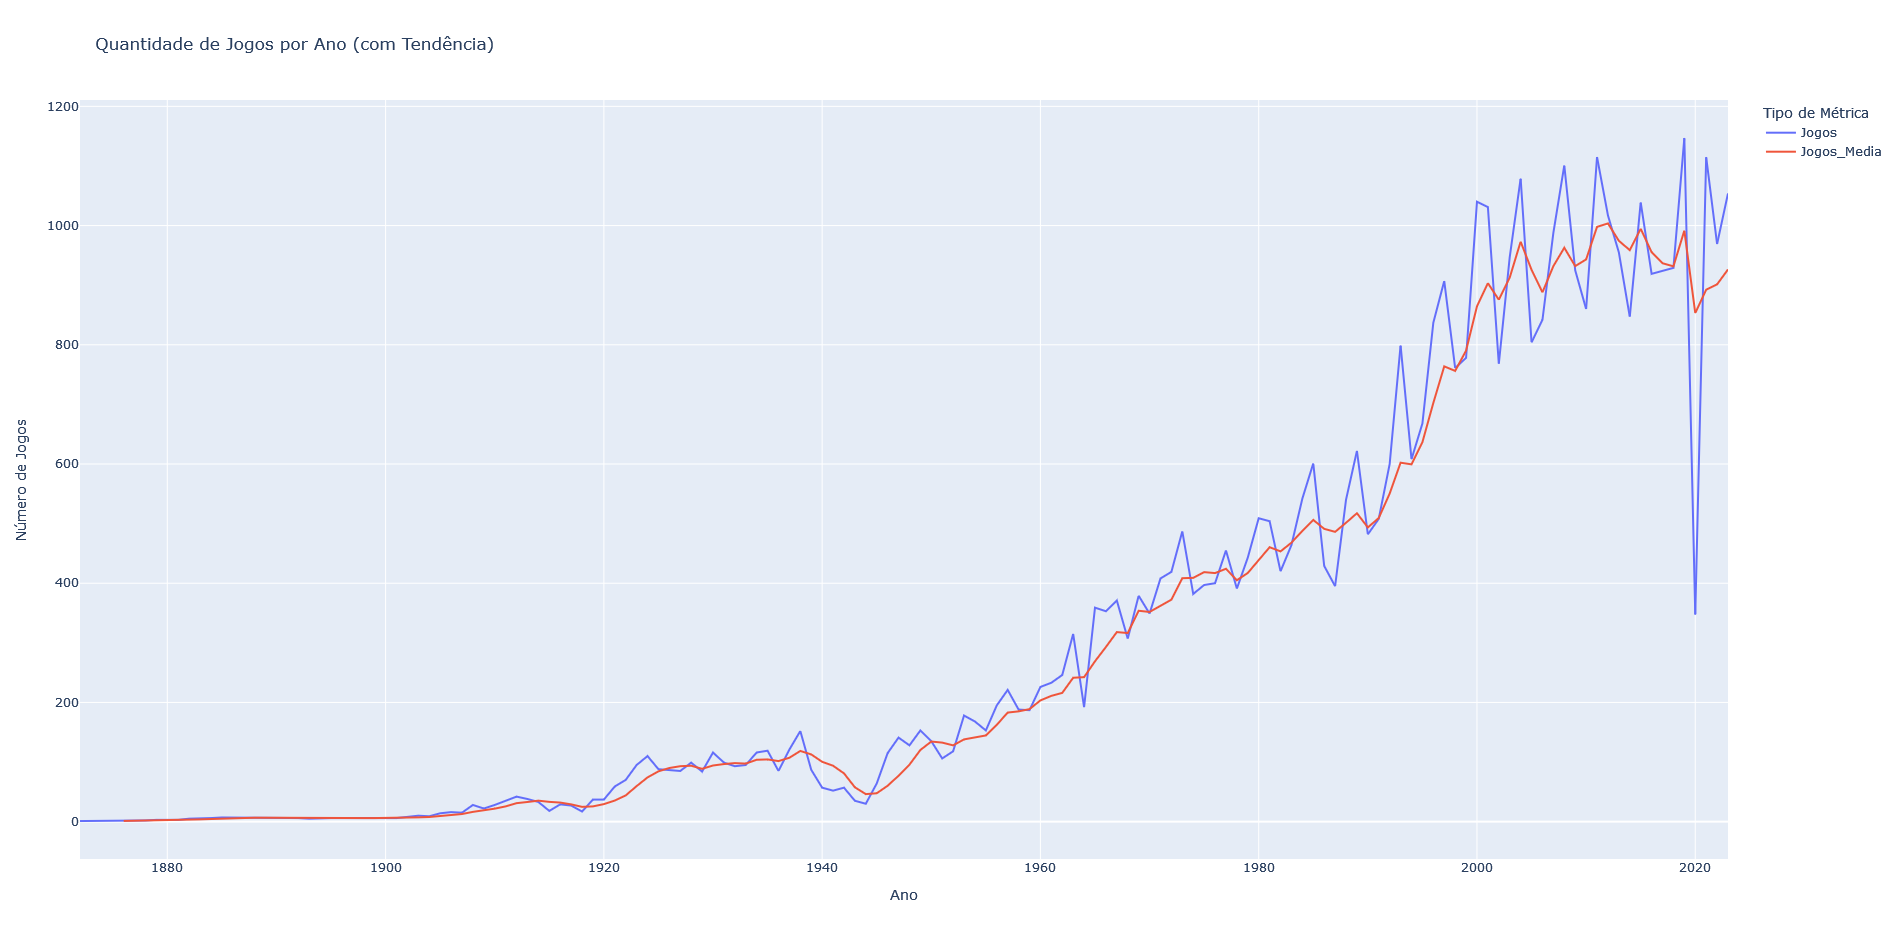 Quantidade de Jogos por Ano (com Tendência)
Tipo de Métrica
Jogos
Jogos_Media
Número de Jogos
1200
1000
800
600
400
200
0
1880
1900
1920
1940
1960
1980
2000
2020
Ano